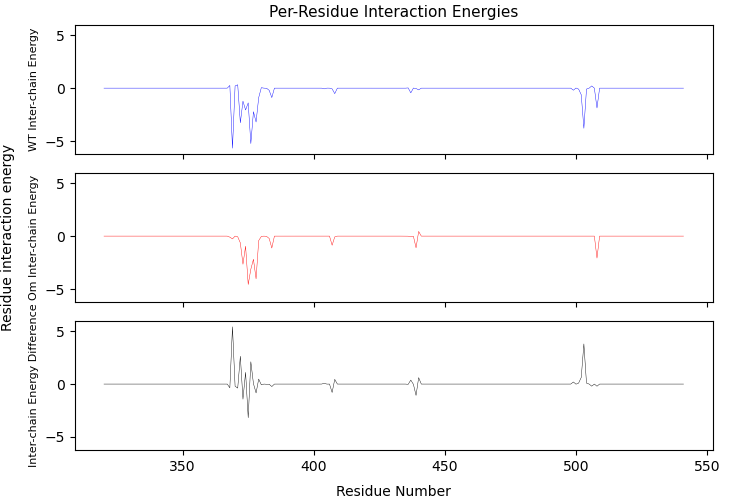 Per-Residue Interaction Energies
Residue interaction energy
WT Inter-chain Energy
5
0
−5
Om Inter-chain Energy
5
0
−5
Inter-chain Energy Difference
5
0
−5
350
400
450
500
550
Residue Number